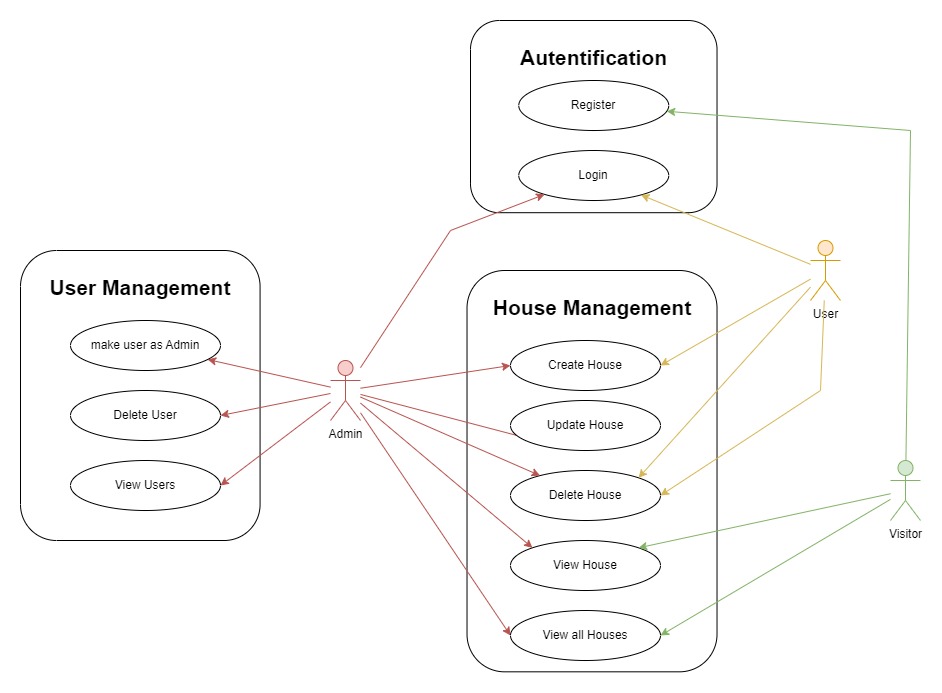 Autentification
Register
Login
User Management
make user as Admin
Delete User
View Users
Admin
House Management
Create House
Update House
Delete House
View House
View all Houses
User
Visitor